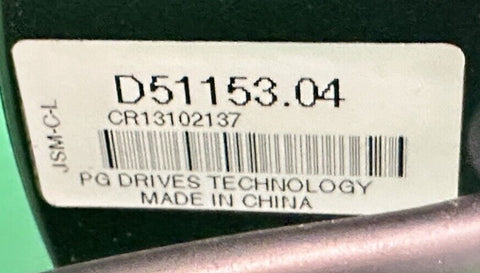 D51153.04
CR13102137
JSM-C-L
PG DRIVES TECHNOLOGY
MADE IN CHINA